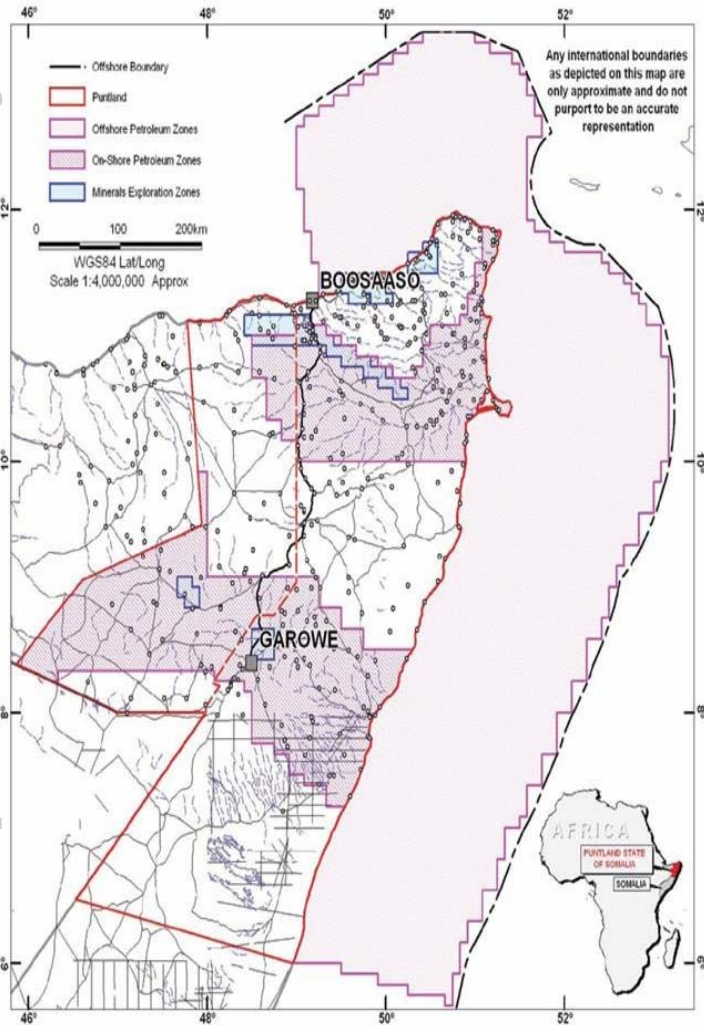 46°
48°
50°
52°
Offshore Boundary
Puntland
Offshore Petroleum Zones
On-Shore Petroleum Zones
Minerals Exploration Zones
0 100 200km
WGS84 Lat/Long
Scale 1:4,000,000 Approx
Any international boundaries
as depicted on this map are
only approximate and do not
purport to be an accurate
representation
12°
12°
BOOSAASO
10°
10°
GAROWE
8°
8°
AFRICA
PUNTLAND STATE
OF SOMALIA
SOMALIA
6°
6°
46°
48°
50°
52°